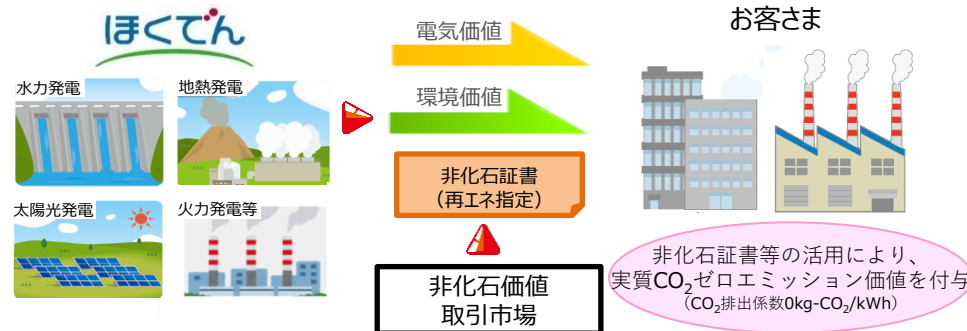 ほくでん
水力発電
地熱発電
太陽光発電
火力発電等
電気価値
環境価値
非化石証書
（再エネ指定）
非化石価値
取引市場
お客さま
非化石証書等の活用により、
実質CO₂ゼロエミッション価値を付与
（CO₂排出係数0kg-CO₂/kWh）